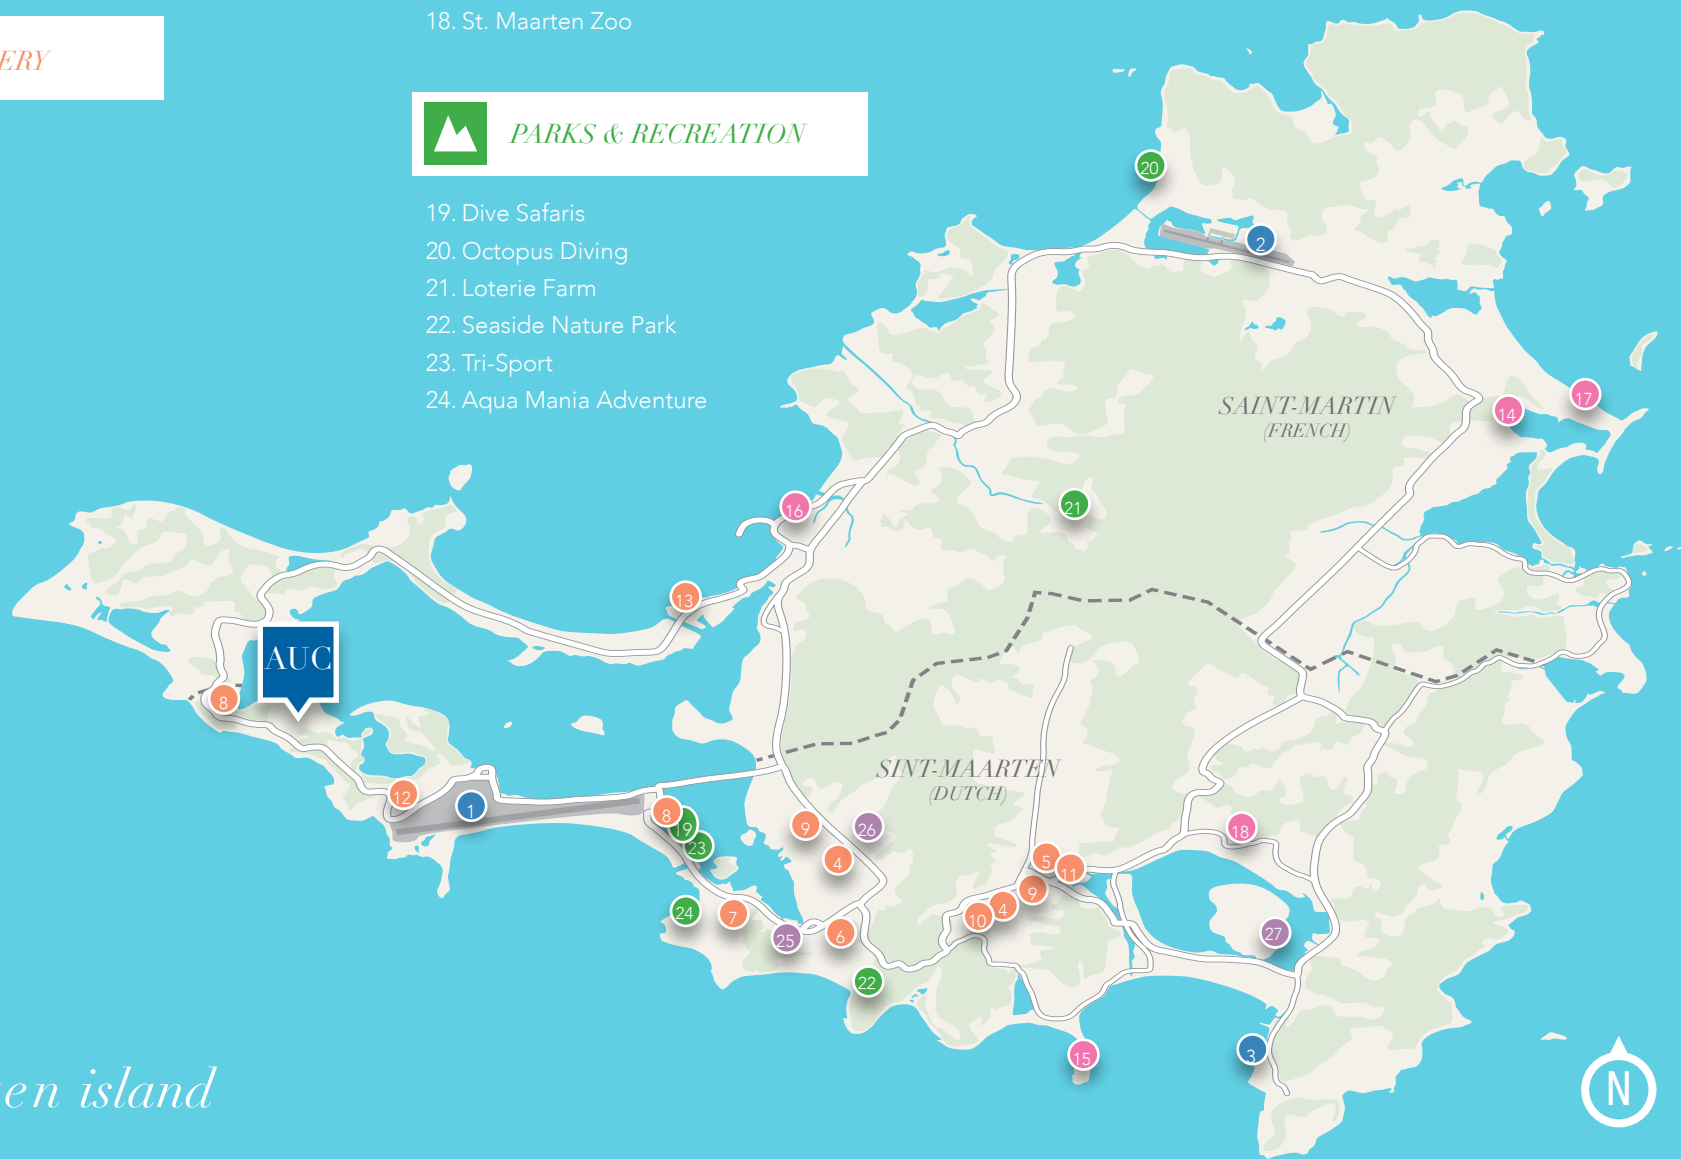 18. St. Maarten Zoo
ERY
PARKS & RECREATION
19. Dive Safaris
20. Octopus Diving
21. Loterie Farm
22. Seaside Nature Park
23. Tri-Sport
24. Aqua Mania Adventure
20
2
SAINT-MARTIN
(FRENCH)
14
17
16
21
13
AUC
8
SINT-MAARTEN
(DUTCH)
12
1
8
19
23
9
26
4
5
11
18
24
7
25
6
9
4
10
27
22
15
3
en island
N